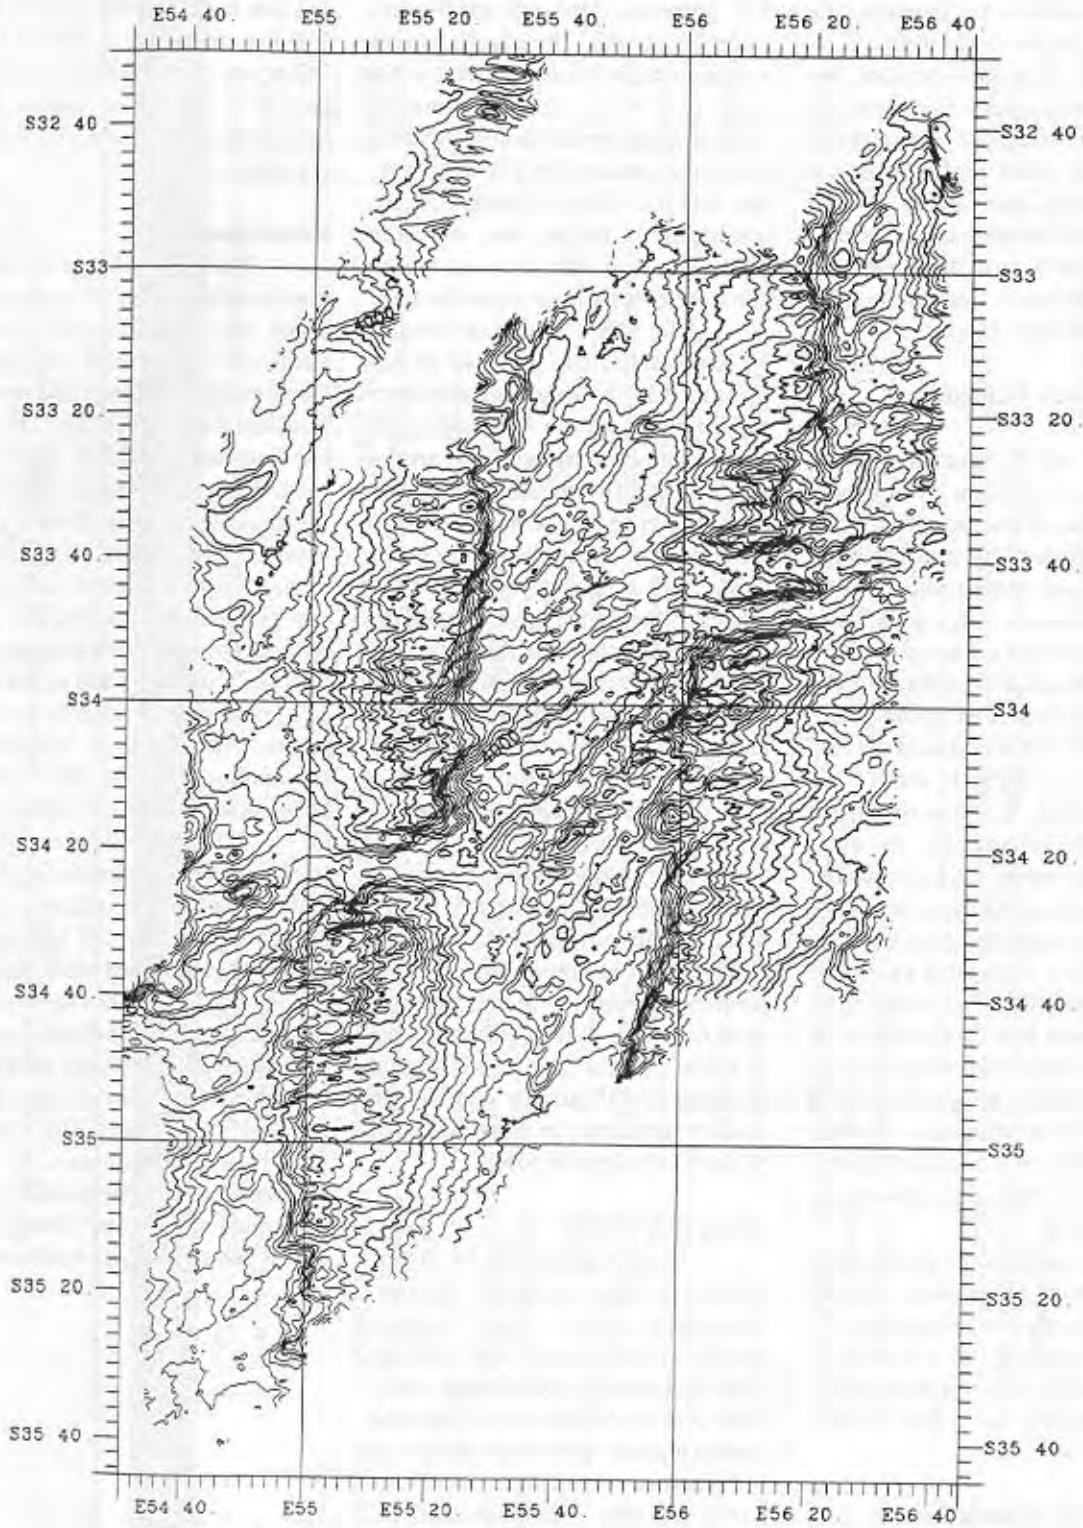 E54 40. E55 E55 20. E55 40. E56 E56 20. E56 40.
S32 40 S32 40.
S33 S33
4000
S33 20. S33 20.
S33 40. S33 40.
S34 S34
S34 20. S34 20.
S34 40. S34 40.
S35 S35
S35 20. S35 20.
S35 40. S35 40.
E54 40. E55 E55 20. E55 40. E56 E56 20. E56 40.